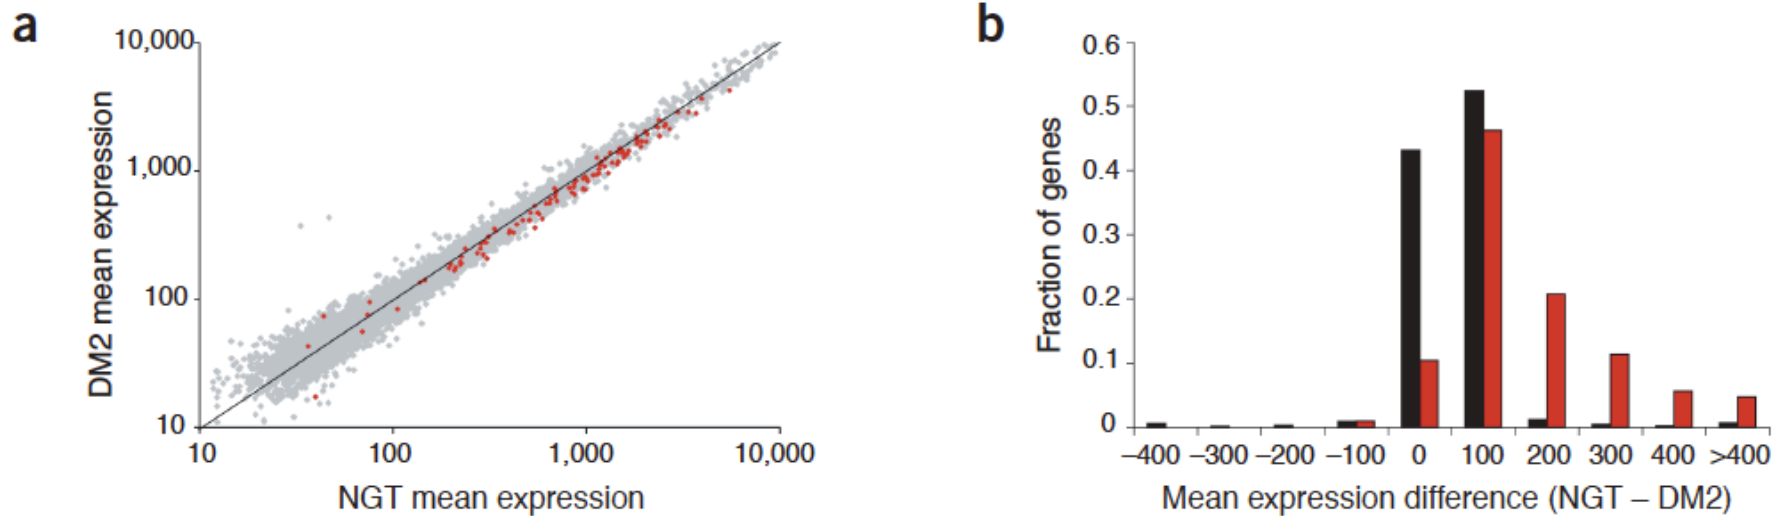 a
10,000
1,000
100
10
10 100 1,000 10,000
DM2 mean expression
NGT mean expression
b
0.6
0.5
0.4
0.3
0.2
0.1
0
–400 –300 –200 –100 0 100 200 300 400 >400
Fraction of genes
Mean expression difference (NGT – DM2)